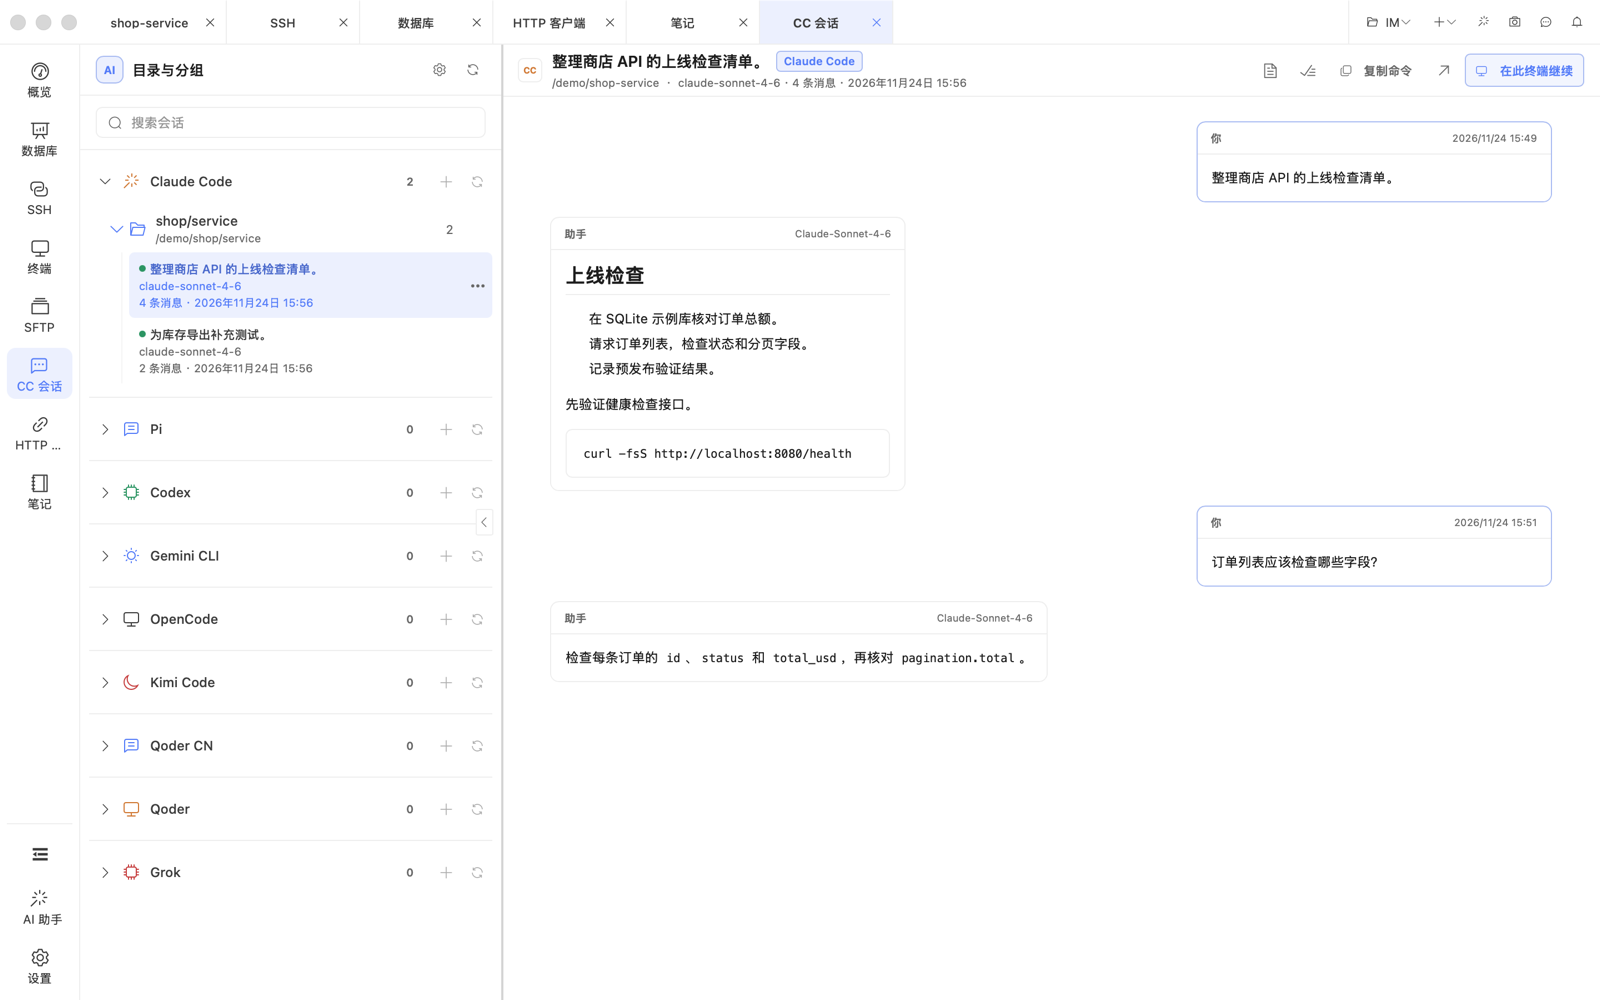 shop-service
SSH
数据库
HTTP 客户端
笔记
CC 会话
IM
概览
数据库
SSH
终端
SFTP
CC 会话
HTTP ...
笔记
AI 助手
设置
AI 目录与分组
搜索会话
Claude Code 2
shop/service 2
/demo/shop/service
整理商店 API 的上线检查清单。
claude-sonnet-4-6
4 条消息 · 2026年11月24日 15:56
为库存导出补充测试。
claude-sonnet-4-6
2 条消息 · 2026年11月24日 15:56
Pi 0
Codex 0
Gemini CLI 0
OpenCode 0
Kimi Code 0
Qoder CN 0
Qoder 0
Grok 0
CC
整理商店 API 的上线检查清单。 Claude Code
/demo/shop-service · claude-sonnet-4-6 · 4 条消息 · 2026年11月24日 15:56
复制命令
在此终端继续
你 2026/11/24 15:49
整理商店 API 的上线检查清单。
助手 Claude-Sonnet-4-6
上线检查
在 SQLite 示例库核对订单总额。
请求订单列表，检查状态和分页字段。
记录预发布验证结果。
先验证健康检查接口。
curl -fsS http://localhost:8080/health
你 2026/11/24 15:51
订单列表应该检查哪些字段?
助手 Claude-Sonnet-4-6
检查每条订单的 id 、 status 和 total_usd ，再核对 pagination.total 。